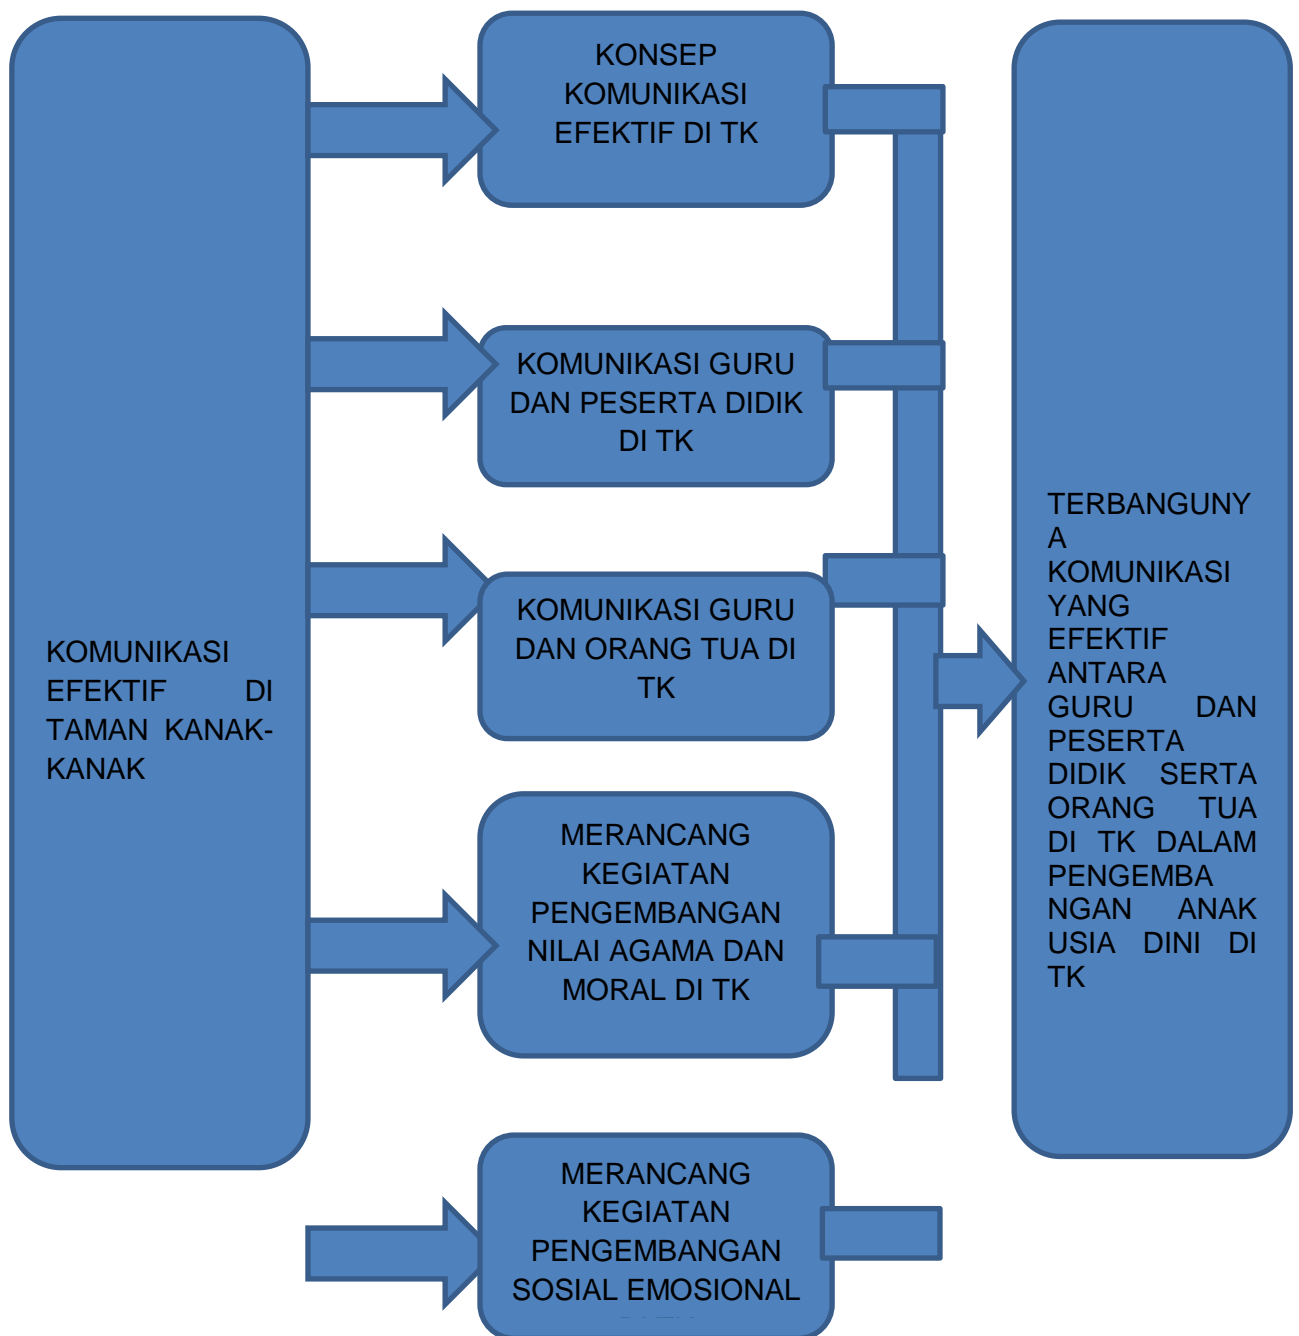 KOMUNIKASI
EFEKTIF DI
TAMAN KANAK-
KANAK
KONSEP
KOMUNIKASI
EFEKTIF DI TK
KOMUNIKASI GURU
DAN PESERTA DIDIK
DI TK
KOMUNIKASI GURU
DAN ORANG TUA DI
TK
MERANCANG
KEGIATAN
PENGEMBANGAN
NILAI AGAMA DAN
MORAL DI TK
MERANCANG
KEGIATAN
PENGEMBANGAN
SOSIAL EMOSIONAL
TERBANGUNY
A
KOMUNIKASI
YANG
EFEKTIF
ANTARA
GURU DAN
PESERTA
DIDIK SERTA
ORANG TUA
DI TK DALAM
PENGEMBA
NGAN ANAK
USIA DINI DI
TK